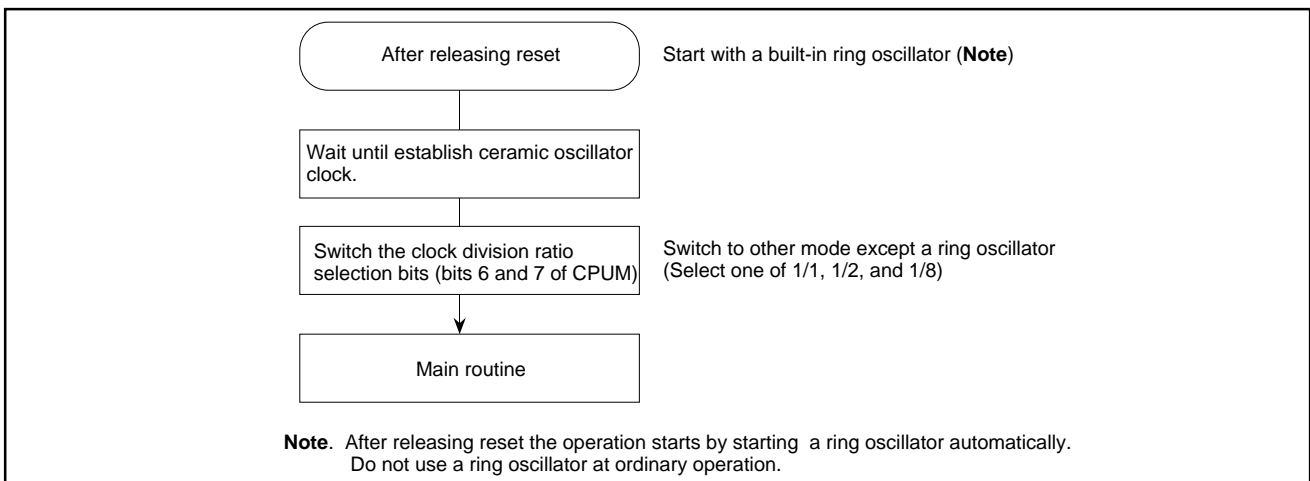 After releasing reset
Start with a built-in ring oscillator (Note)
Wait until establish ceramic oscillator
clock.
Switch the clock division ratio
selection bits (bits 6 and 7 of CPUM)
Switch to other mode except a ring oscillator
(Select one of 1/1, 1/2, and 1/8)
Main routine
Note. After releasing reset the operation starts by starting a ring oscillator automatically.
Do not use a ring oscillator at ordinary operation.